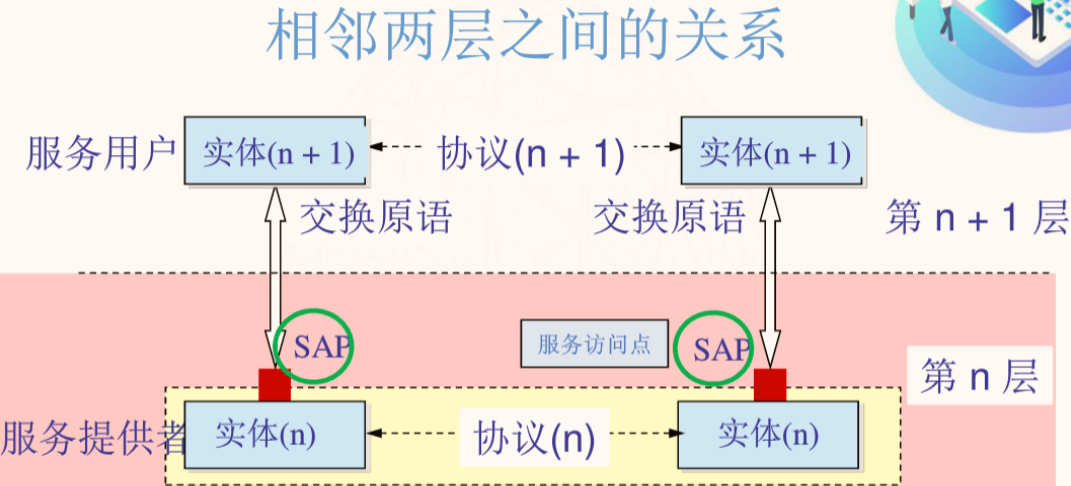 相邻两层之间的关系
服务用户 实体(n + 1) 协议(n + 1) 实体(n + 1)
交换原语 交换原语 第 n + 1 层
SAP 服务访问点 SAP
第 n 层
服务提供者 实体(n) 协议(n) 实体(n)